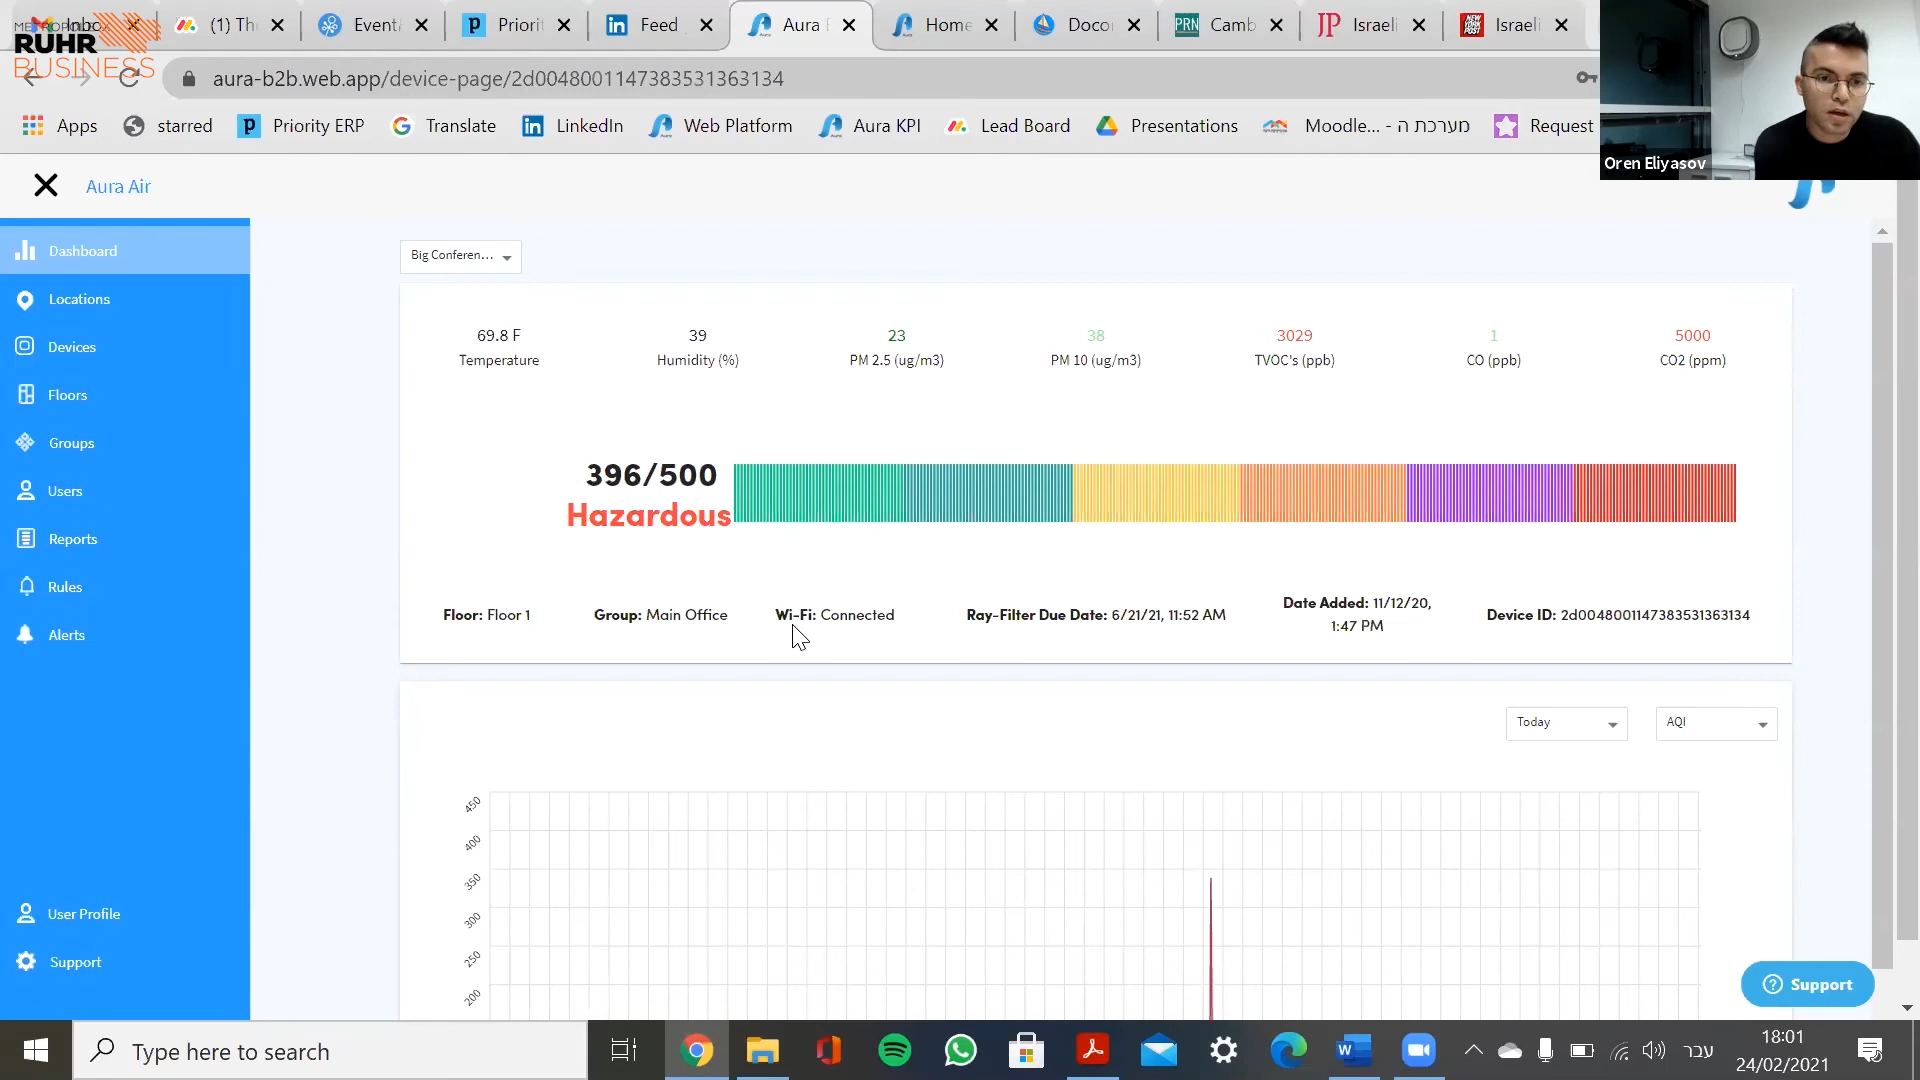 METROPOLE
RUHR
BUSINESS
Inbo
(1) Th
Event
Priorit
Feed
Aura
Home
Doco
Camb
Israeli
Israeli
aura-b2b.web.app/device-page/2d0048001147383531363134
Apps
starred
Priority ERP
Translate
LinkedIn
Web Platform
Aura KPI
Lead Board
Presentations
Moodle... - מערכת ה
Request
Oren Eliyasov
Aura Air
Dashboard
Locations
Devices
Floors
Groups
Users
Reports
Rules
Alerts
User Profile
Support
Big Conferen...
69.8 F
Temperature
39
Humidity (%)
23
PM 2.5 (ug/m3)
38
PM 10 (ug/m3)
3029
TVOC's (ppb)
1
CO (ppb)
5000
CO2 (ppm)
396/500
Hazardous
Floor: Floor 1
Group: Main Office
Wi-Fi: Connected
Ray-Filter Due Date: 6/21/21, 11:52 AM
Date Added: 11/12/20,
1:47 PM
Device ID: 2d0048001147383531363134
Today
AQI
450
400
350
300
250
200
Support
Type here to search
עבר
18:01
24/02/2021